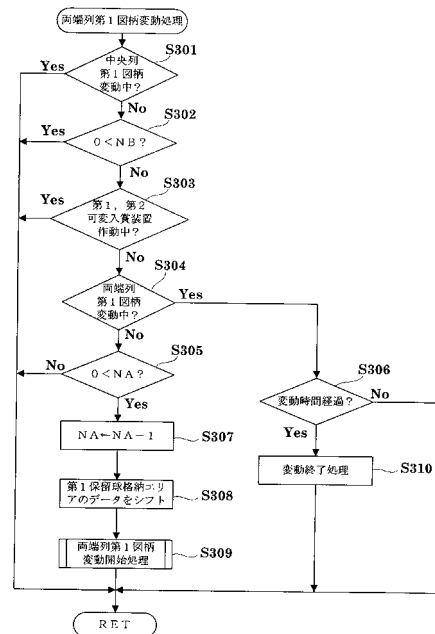 両端列第1図柄変動処理
S301
Yes
中央列
第1図柄
変動中?
No
S302
Yes
0<NB?
No
S303
Yes
第1,第2
可変入賞装置
作動中?
No
S304
両端列
第1図柄
変動中?
Yes
No
S305
No
0<NA?
Yes
S306
変動時間経過?
No
Yes
NA←NA-1
S307
変動終了処理
S310
第1保留球格納エリ
アのデータをシフト
S308
両端列第1図柄
変動開始処理
S309
RET